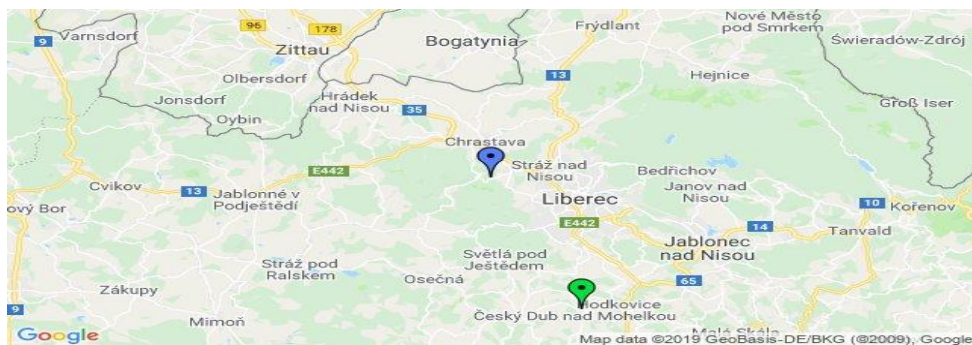 Varnsdorf
9
96
178
Zittau
Bogatynia
Frýdlant
Nové Město
pod Smrkem
Świeradów-Zdrój
Olbersdorf
Jonsdorf
Oybin
Hrádek
nad Nisou
35
13
Hejnice
Groß Iser
Chrastava
E442
Stráž nad
Nisou
Bedřichov
Cvikov
13
Jablonné v
Podještědí
Janov nad
Nisou
10
Kořenov
ový Bor
Liberec
E442
14
Tanvald
Jablonec
nad Nisou
Světlá pod
Ještědem
Stráž pod
Ralskem
Osečná
65
Zákupy
9
Mimoň
Hodkovice
Český Dub nad Mohelkou
Malá Skála
Google
Map data ©2019 GeoBasis-DE/BKG (©2009), Google